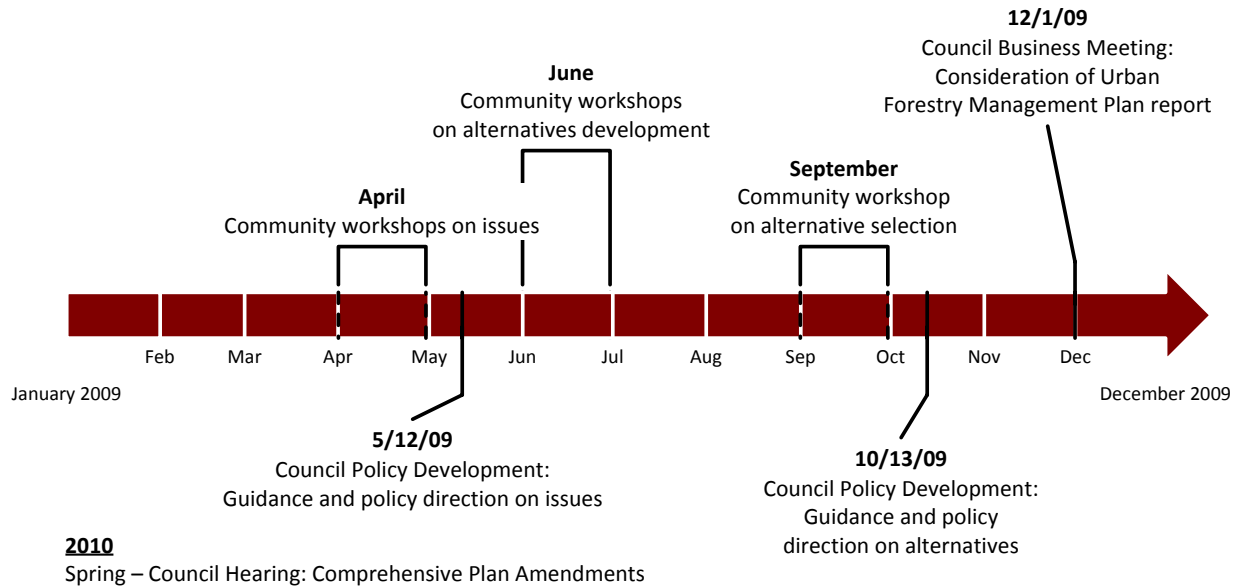 12/1/09
Council Business Meeting:
Consideration of Urban
Forestry Management Plan report
June
Community workshops
on alternatives development
September
Community workshop
on alternative selection
April
Community workshops on issues
Feb
Mar
Apr
May
Jun
Jul
Aug
Sep
Oct
Nov
Dec
January 2009
December 2009
5/12/09
Council Policy Development:
Guidance and policy direction on issues
10/13/09
Council Policy Development:
Guidance and policy
direction on alternatives
2010
Spring – Council Hearing: Comprehensive Plan Amendments